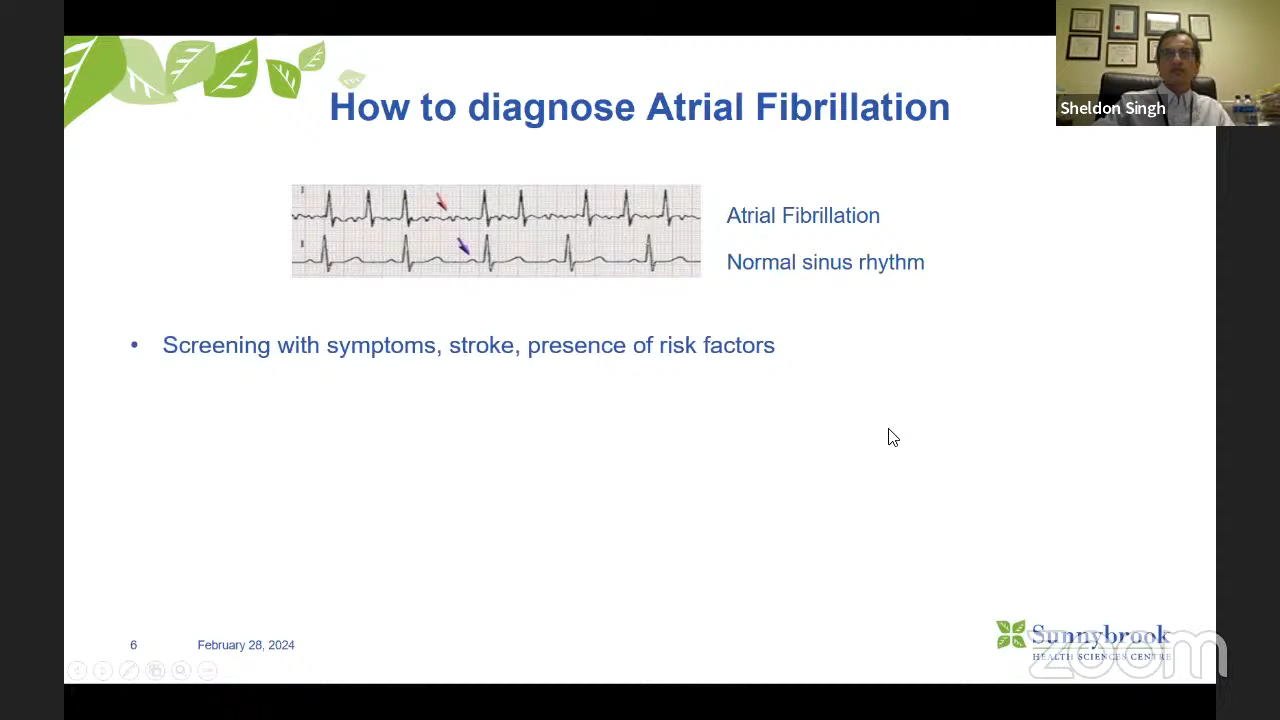 How to diagnose Atrial Fibrillation
Sheldon Singh
Atrial Fibrillation
Normal sinus rhythm
• Screening with symptoms, stroke, presence of risk factors
6
February 28, 2024
Sunnybrook
HEALTH SCIENCES CENTRE
zoom